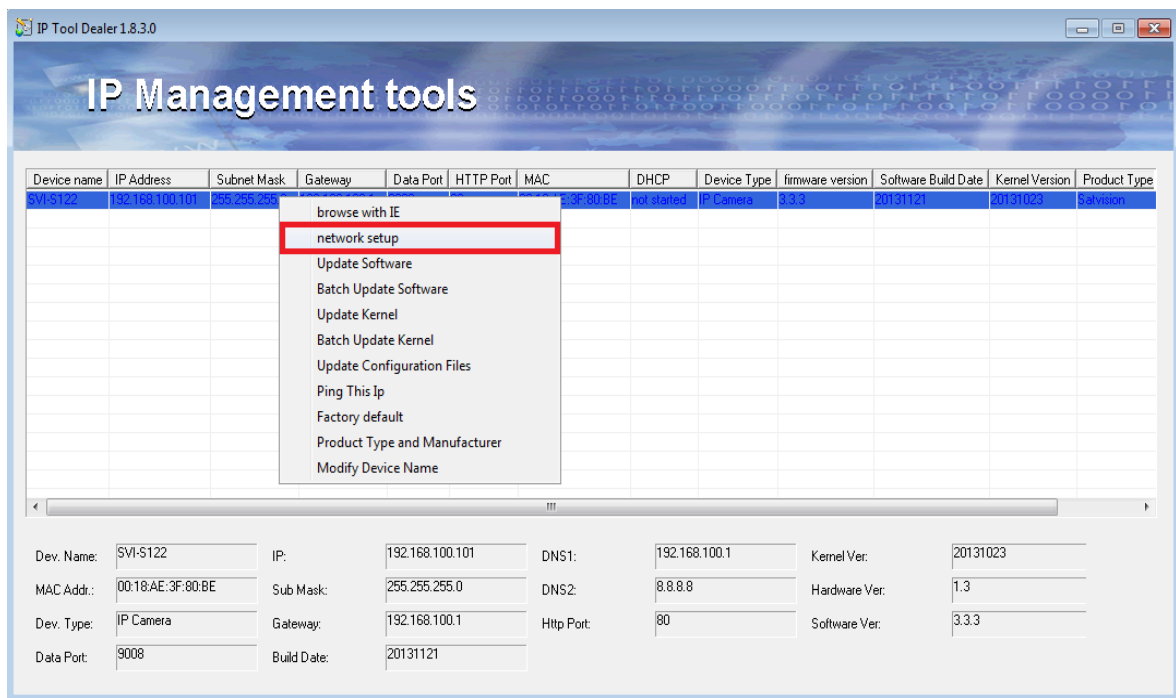 IP Tool Dealer 1.8.3.0
IP Management tools
Device name IP Address Subnet Mask Gateway Data Port HTTP Port MAC DHCP Device Type firmware version Software Build Date Kernel Version Product Type
SVI-S122 192.168.100.101 255.255.255.0 E:3F:80:BE not started IP Camera 3.3.3 20131121 20131023 Satvision
browse with IE
network setup
Update Software
Batch Update Software
Update Kernel
Batch Update Kernel
Update Configuration Files
Ping This Ip
Factory default
Product Type and Manufacturer
Modify Device Name
Dev. Name: SVI-S122 IP: 192.168.100.101 DNS1: 192.168.100.1 Kernel Ver: 20131023
MAC Addr.: 00:18:AE:3F:80:BE Sub Mask: 255.255.255.0 DNS2: 8.8.8.8 Hardware Ver: 1.3
Dev. Type: IP Camera Gateway: 192.168.100.1 Http Port: 80 Software Ver: 3.3.3
Data Port: 9008 Build Date: 20131121